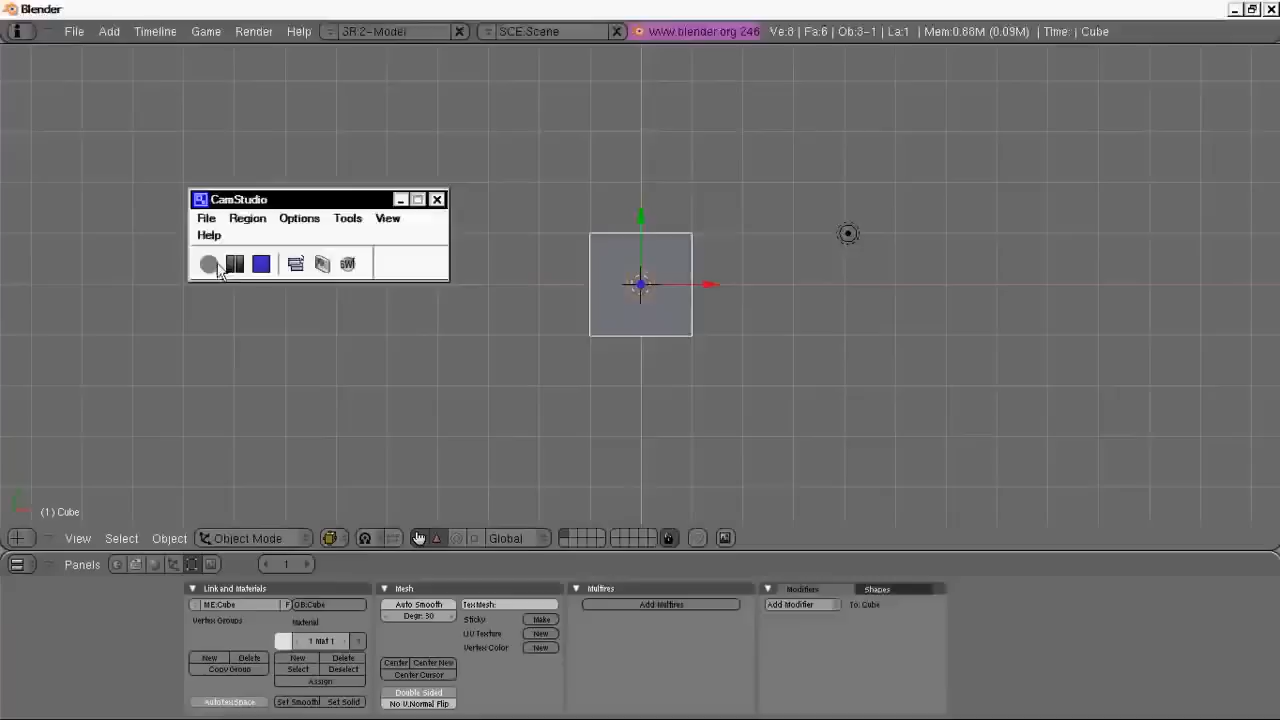 Blender
File Add Timeline Game Render Help SR:2-Model SCE:Scene www.blender.org 246 Ve:8 | Fa:6 | Ob:3-1 | La:1 | Mem:0.88M (0.09M) | Time: | Cube
CamStudio
File Region Options Tools View
Help
(1) Cube
View Select Object Object Mode Global
Panels 1
Link and Materials Mesh Multires Modifiers Shapes
ME:Cube F OB:Cube Auto Smooth TexMesh: Add Multires Add Modifier To: Cube
Degr: 30
Vertex Groups Material Sticky Make
UV Texture New
1 Mat 1 Vertex Color New
New Delete New Delete Center Center New
Copy Group Select Deselect Center Cursor
Assign
Double Sided
AutoTexSpace Set Smooth Set Solid No V.Normal Flip